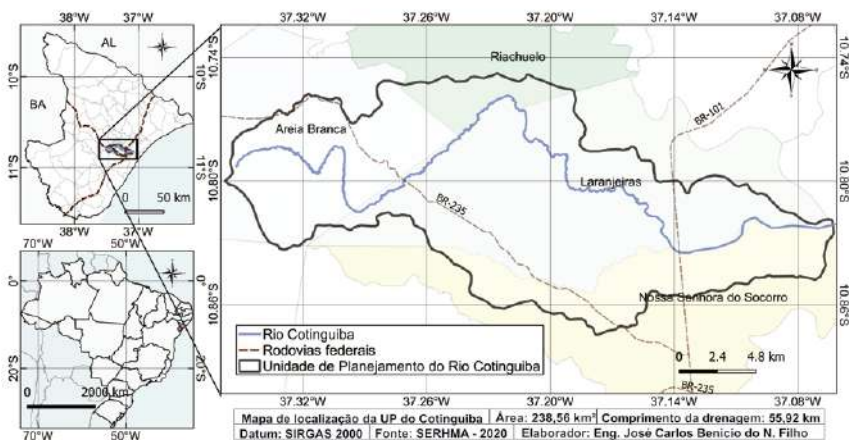 38°W 37°W
AL
BA
10°S
10°S
11°S
11°S
0 50 km
38°W 37°W
70°W 50°W
0°
0°
20°S
20°S
0 2000 km
70°W 50°W
37.32°W 37.26°W 37.20°W 37.14°W 37.08°W
10.74°S
10.74°S
Riachuelo
BR-101
Areia Branca
Laranjeiras
10.80°S
10.80°S
BR-235
Nossa Senhora do Socorro
10.86°S
10.86°S
Rio Cotinguiba
Rodovias federais
Unidade de Planejamento do Rio Cotinguiba
0 2.4 4.8 km
BR-235
37.32°W 37.26°W 37.20°W 37.14°W 37.08°W
Mapa de localização da UP do Cotinguiba Área: 238,56 km² Comprimento da drenagem: 55,92 km
Datum: SIRGAS 2000 Fonte: SERHMA - 2020 Elaborador: Eng. José Carlos Benicio do N. Filho